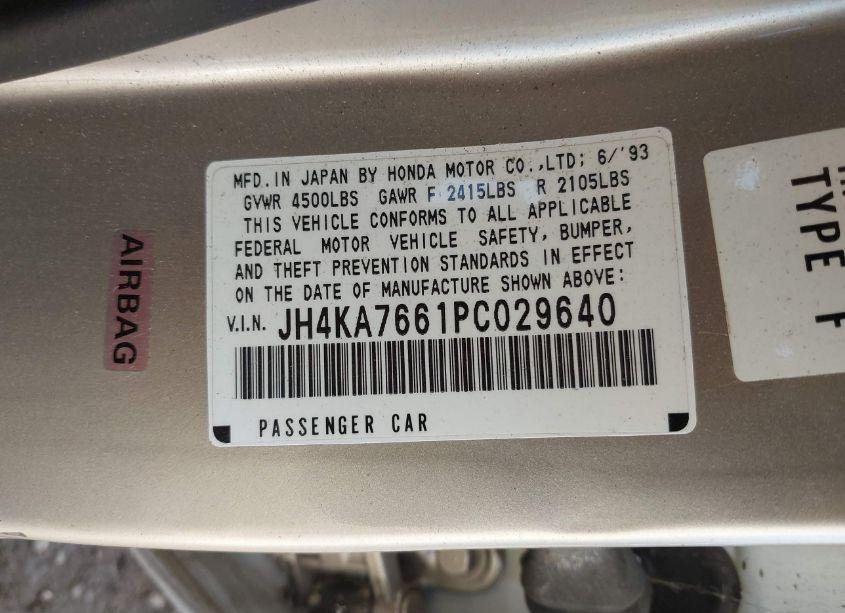 MFD. IN JAPAN BY HONDA MOTOR CO.,LTD; 6/'93
GVWR 4500LBS GAWR F 2415LBS R 2105LBS
THIS VEHICLE CONFORMS TO ALL APPLICABLE
FEDERAL MOTOR VEHICLE SAFETY, BUMPER,
AND THEFT PREVENTION STANDARDS IN EFFECT
ON THE DATE OF MANUFACTURE SHOWN ABOVE:
V.I.N. JH4KA7661PC029640
PASSENGER CAR
AIRBAG
TYPE F